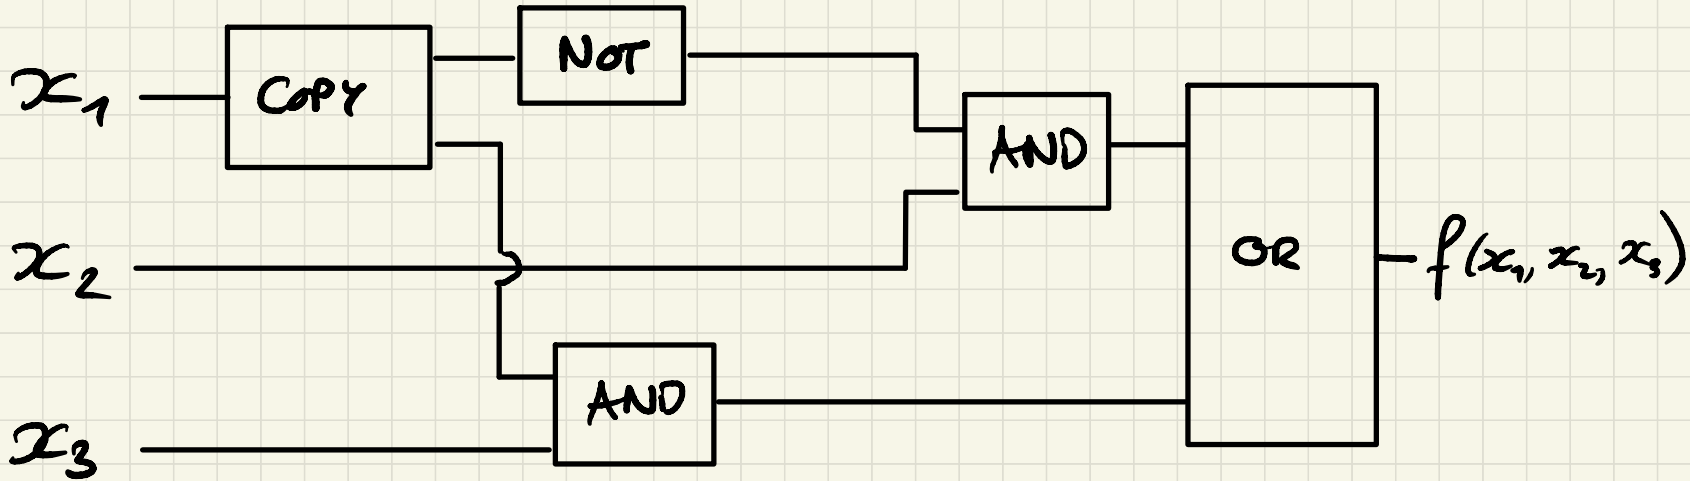 x₁
COPY
NOT
AND
x₂
OR
f(x₁, x₂, x₃)
AND
x₃